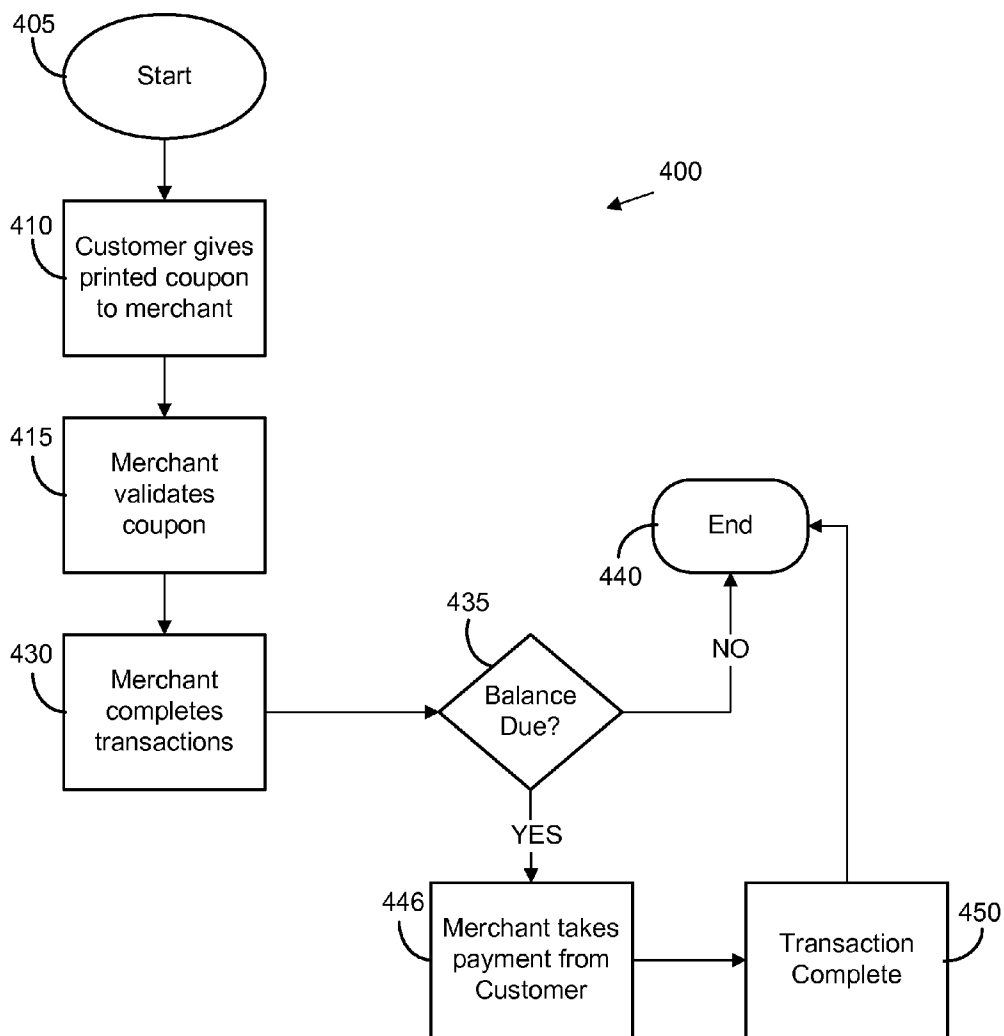 405
Start
400
410
Customer gives
printed coupon
to merchant
415
Merchant
validates
coupon
End
440
435
430
Merchant
completes
transactions
Balance
Due?
NO
YES
446
Merchant takes
payment from
Customer
450
Transaction
Complete